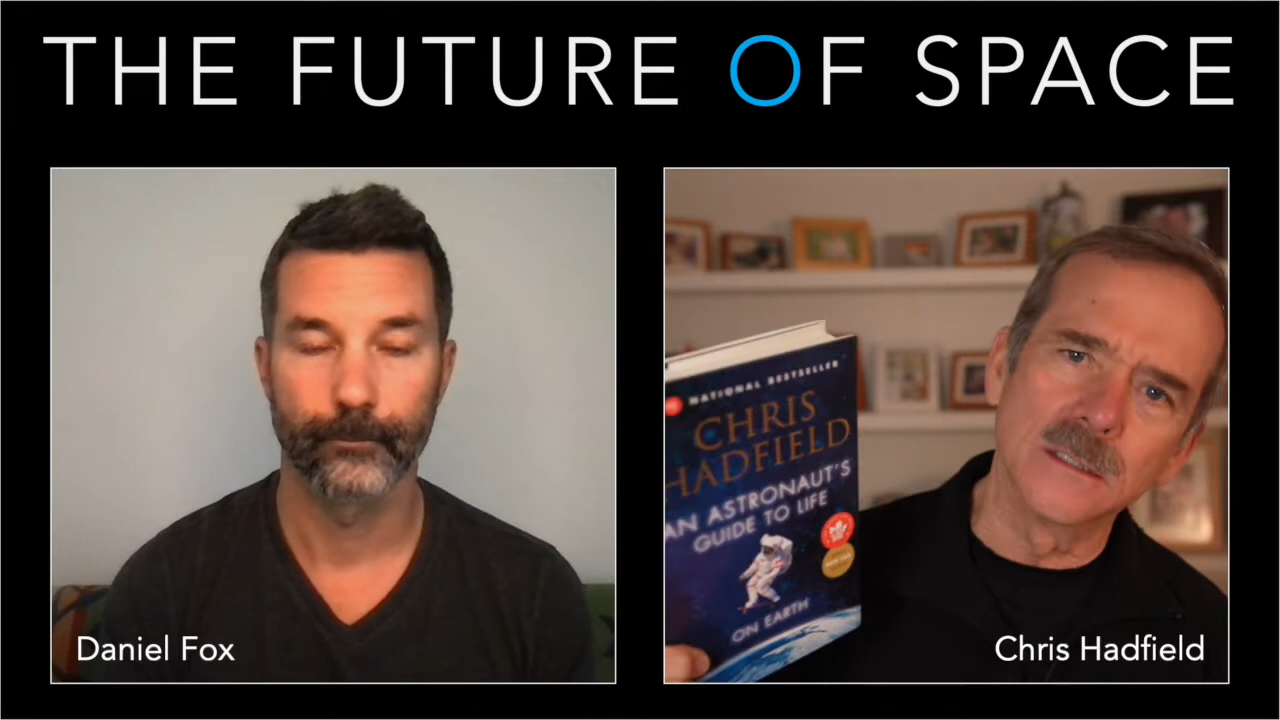 THE FUTURE OF SPACE
NATIONAL BESTSELLER
CHRIS
HADFIELD
AN ASTRONAUT'S
GUIDE TO LIFE
ON EARTH
Daniel Fox
Chris Hadfield